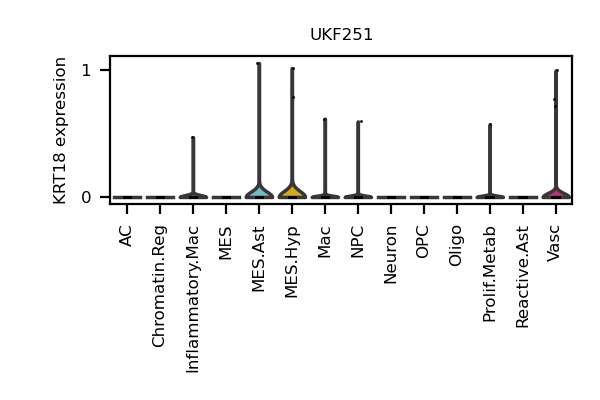 UKF251
KRT18 expression
1
0
AC
Chromatin.Reg
Inflammatory.Mac
MES
MES.Ast
MES.Hyp
Mac
NPC
Neuron
OPC
Oligo
Prolif.Metab
Reactive.Ast
Vasc